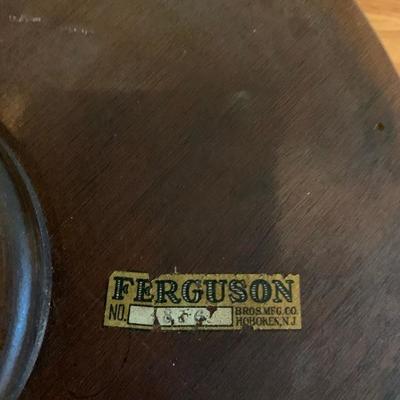 FERGUSON
NO. BROS. MFG. CO.
HOBOKEN, N.J.